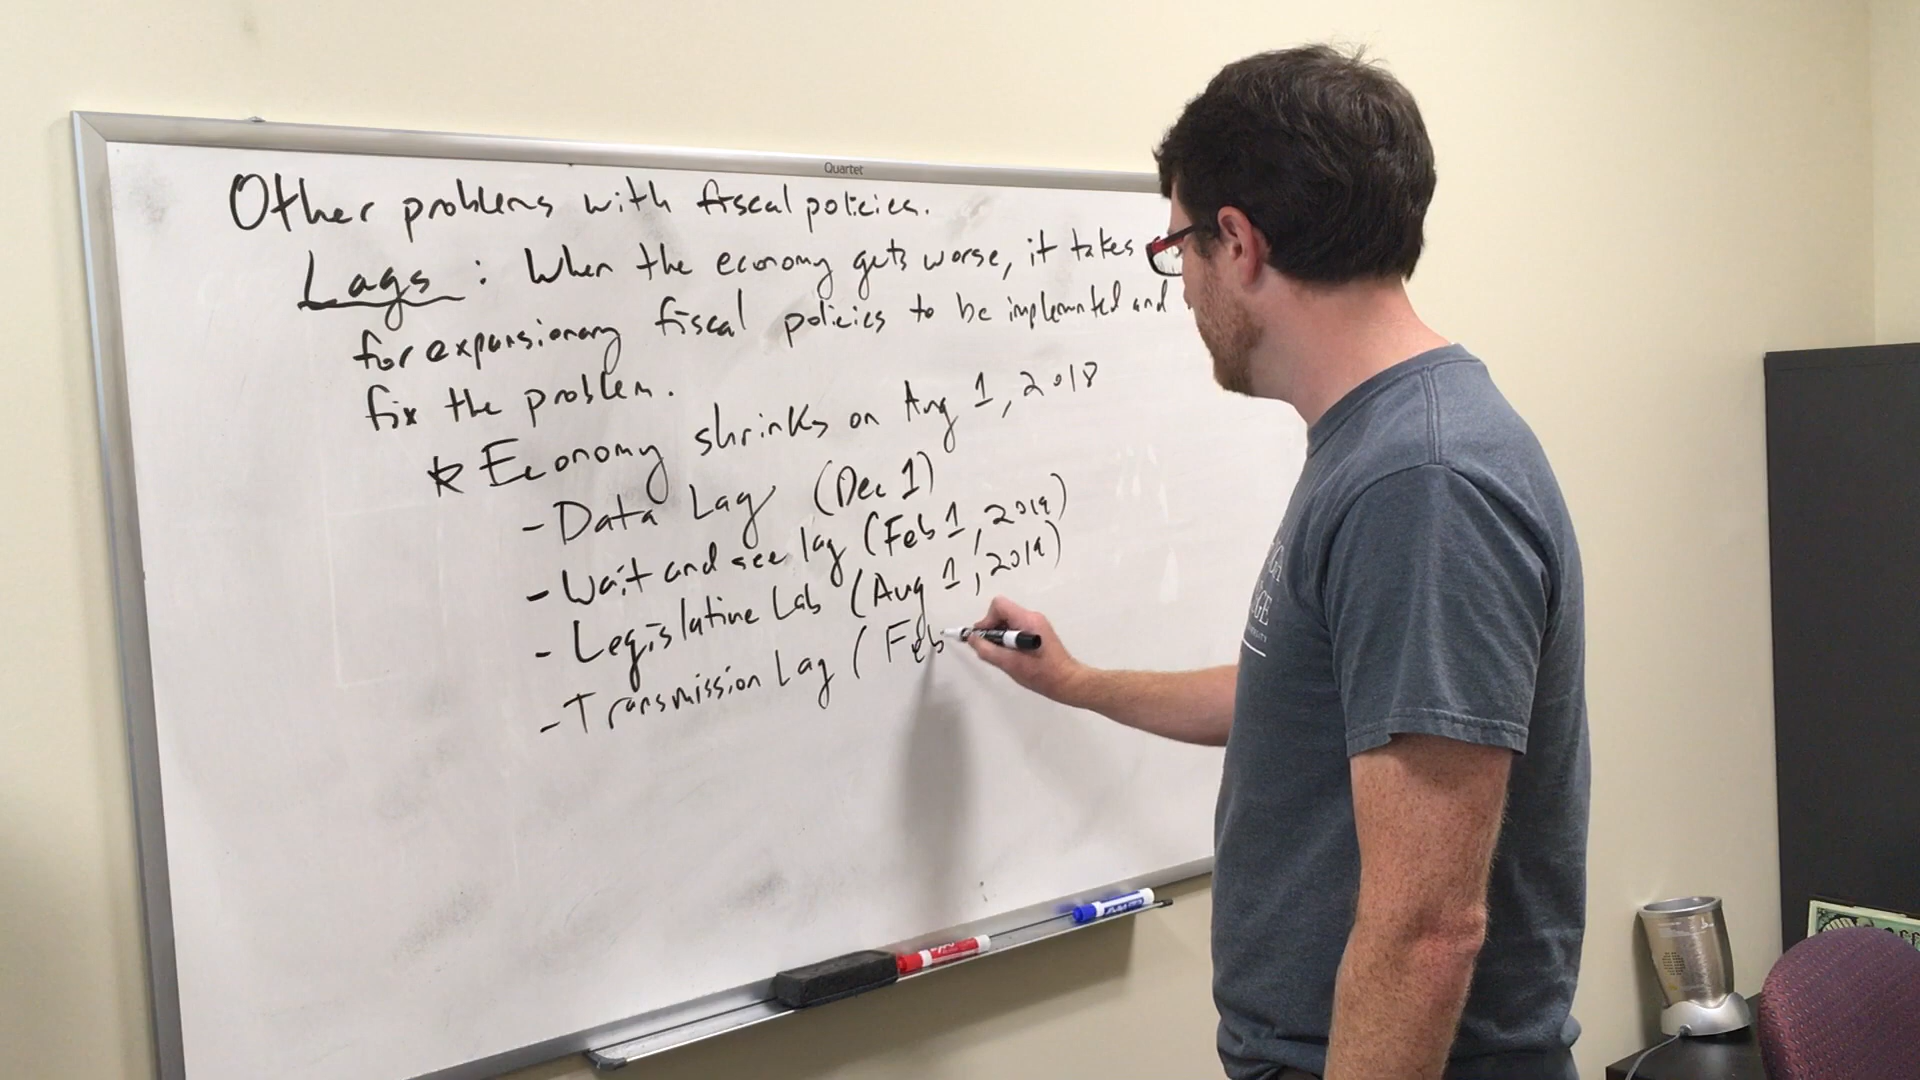 Quartet
Other problems with fiscal policies.
Lags: When the economy gets worse, it takes
for expansionary fiscal policies to be implemented and
fix the problem.
* Economy shrinks on Aug 1, 2018
- Data Lag (Dec 1)
- Wait and see lag (Feb 1, 2019)
- Legislative Lab (Aug 1, 2019)
- Transmission Lag (Feb